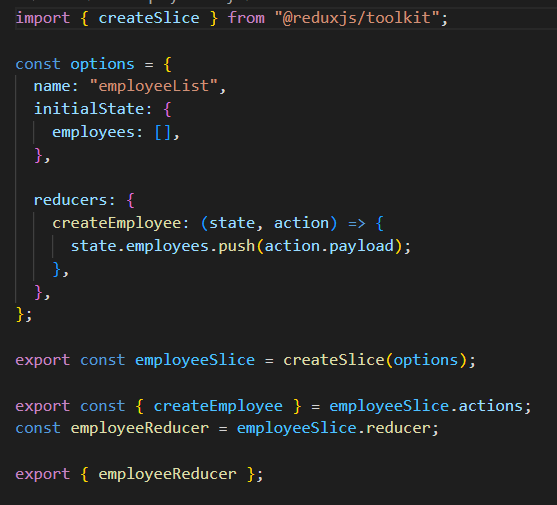 import { createSlice } from "@reduxjs/toolkit";

const options = {
  name: "employeeList",
  initialState: {
    employees: [],
  },

  reducers: {
    createEmployee: (state, action) => {
      state.employees.push(action.payload);
    },
  },
};

export const employeeSlice = createSlice(options);

export const { createEmployee } = employeeSlice.actions;
const employeeReducer = employeeSlice.reducer;

export { employeeReducer };